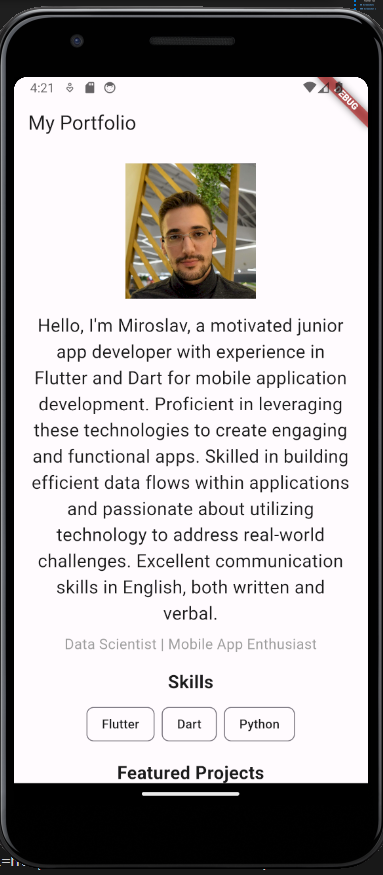 4:21
DEBUG
My Portfolio
Hello, I'm Miroslav, a motivated junior
app developer with experience in
Flutter and Dart for mobile application
development. Proficient in leveraging
these technologies to create engaging
and functional apps. Skilled in building
efficient data flows within applications
and passionate about utilizing
technology to address real-world
challenges. Excellent communication
skills in English, both written and
verbal.
Data Scientist | Mobile App Enthusiast
Skills
Flutter Dart Python
Featured Projects